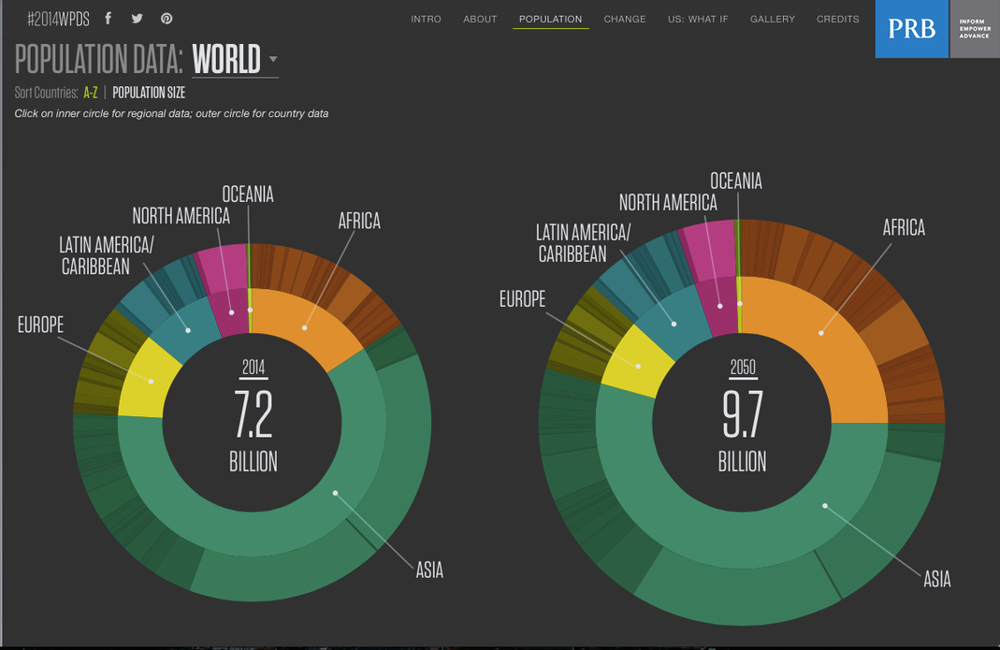 #2014WPDS
INTRO ABOUT POPULATION CHANGE US: WHAT IF GALLERY CREDITS
PRB
INFORM
EMPOWER
ADVANCE
POPULATION DATA: WORLD
Sort Countries: A-Z | POPULATION SIZE
Click on inner circle for regional data; outer circle for country data
OCEANIA
NORTH AMERICA
AFRICA
LATIN AMERICA/
CARIBBEAN
EUROPE
2014
7.2
BILLION
ASIA
OCEANIA
NORTH AMERICA
AFRICA
LATIN AMERICA/
CARIBBEAN
EUROPE
2050
9.7
BILLION
ASIA